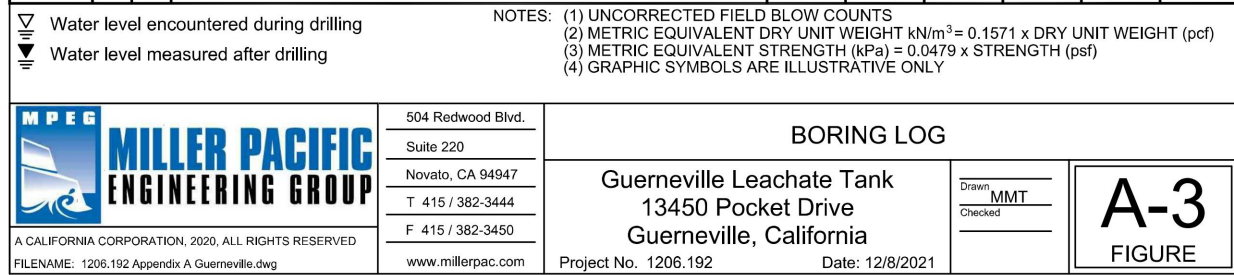 Water level encountered during drilling
Water level measured after drilling
NOTES: (1) UNCORRECTED FIELD BLOW COUNTS
(2) METRIC EQUIVALENT DRY UNIT WEIGHT kN/m³= 0.1571 x DRY UNIT WEIGHT (pcf)
(3) METRIC EQUIVALENT STRENGTH (kPa) = 0.0479 x STRENGTH (psf)
(4) GRAPHIC SYMBOLS ARE ILLUSTRATIVE ONLY
MPEG
MILLER PACIFIC
ENGINEERING GROUP
A CALIFORNIA CORPORATION, 2020, ALL RIGHTS RESERVED
FILENAME: 1206.192 Appendix A Guerneville.dwg
504 Redwood Blvd.
Suite 220
Novato, CA 94947
T 415 / 382-3444
F 415 / 382-3450
www.millerpac.com
BORING LOG
Guerneville Leachate Tank
13450 Pocket Drive
Guerneville, California
Project No. 1206.192 Date: 12/8/2021
Drawn MMT
Checked
A-3
FIGURE